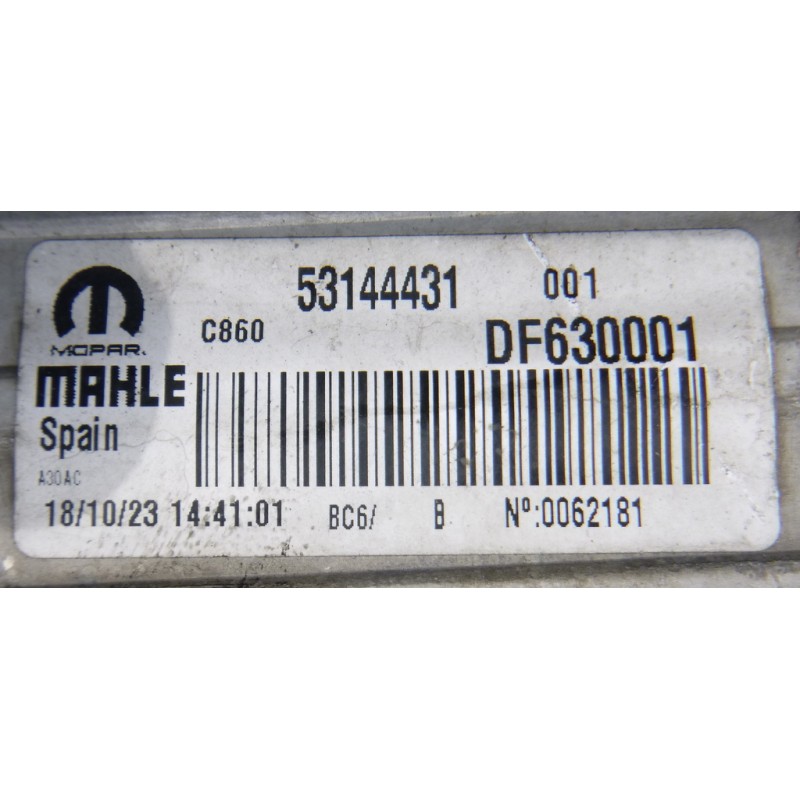 53144431 001
C860 DF630001
MOPAR.
MAHLE
Spain
A30AC
18/10/23 14:41:01 BC6/ B Nº:0062181